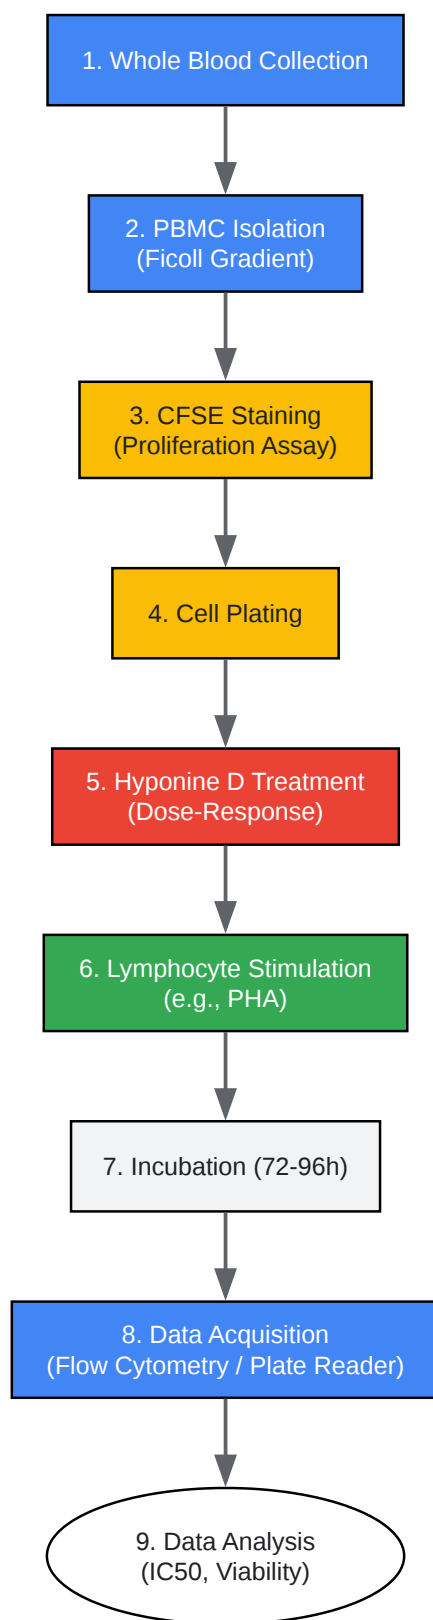 1. Whole Blood Collection
2. PBMC Isolation
(Ficoll Gradient)
3. CFSE Staining
(Proliferation Assay)
4. Cell Plating
5. Hyponine D Treatment
(Dose-Response)
6. Lymphocyte Stimulation
(e.g., PHA)
7. Incubation (72-96h)
8. Data Acquisition
(Flow Cytometry / Plate Reader)
9. Data Analysis
(IC50, Viability)